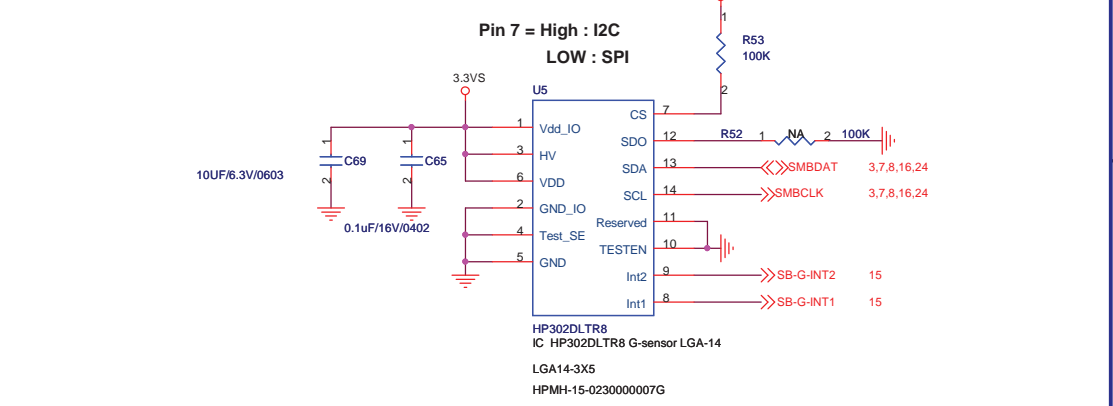 Pin 7 = High : I2C
LOW : SPI
1
R53
100K
2
3.3VS
U5
1 Vdd_IO
3 HV
6 VDD
2 GND_IO
4 Test_SE
5 GND
CS 7
SDO 12
SDA 13
SCL 14
Reserved 11
TESTEN 10
Int2 9
Int1 8
R52 1 NA 2 100K
SMBDAT 3,7,8,16,24
SMBCLK 3,7,8,16,24
SB-G-INT2 15
SB-G-INT1 15
1
C69
2
10UF/6.3V/0603
1
C65
2
0.1uF/16V/0402
HP302DLTR8
IC HP302DLTR8 G-sensor LGA-14
LGA14-3X5
HPMH-15-0230000007G